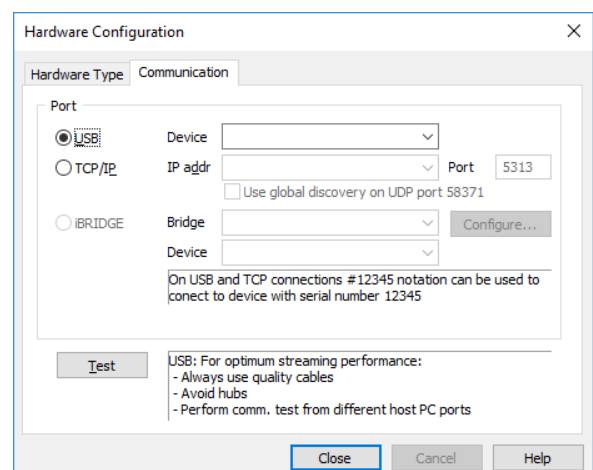 Hardware Configuration
Hardware Type Communication
Port
USB Device
TCP/IP IP addr Port 5313
Use global discovery on UDP port 58371
iBRIDGE Bridge Configure...
Device
On USB and TCP connections #12345 notation can be used to
conect to device with serial number 12345
Test
USB: For optimum streaming performance:
- Always use quality cables
- Avoid hubs
- Perform comm. test from different host PC ports
Close Cancel Help